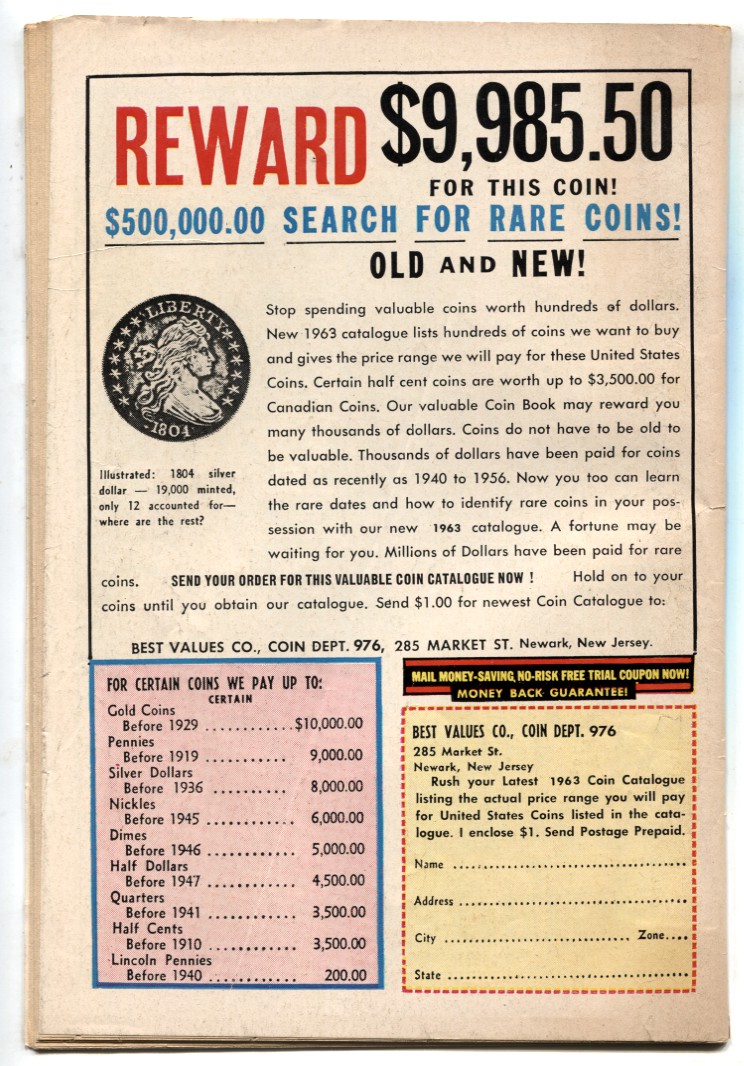 REWARD $9,985.50
FOR THIS COIN!
$500,000.00 SEARCH FOR RARE COINS!
OLD AND NEW!
LIBERTY
1804
Illustrated: 1804 silver
dollar — 19,000 minted,
only 12 accounted for—
where are the rest?
Stop spending valuable coins worth hundreds of dollars.
New 1963 catalogue lists hundreds of coins we want to buy
and gives the price range we will pay for these United States
Coins. Certain half cent coins are worth up to $3,500.00 for
Canadian Coins. Our valuable Coin Book may reward you
many thousands of dollars. Coins do not have to be old to
be valuable. Thousands of dollars have been paid for coins
dated as recently as 1940 to 1956. Now you too can learn
the rare dates and how to identify rare coins in your pos-
session with our new 1963 catalogue. A fortune may be
waiting for you. Millions of Dollars have been paid for rare
coins. SEND YOUR ORDER FOR THIS VALUABLE COIN CATALOGUE NOW ! Hold on to your
coins until you obtain our catalogue. Send $1.00 for newest Coin Catalogue to:
BEST VALUES CO., COIN DEPT. 976, 285 MARKET ST. Newark, New Jersey.
FOR CERTAIN COINS WE PAY UP TO:
CERTAIN
Gold Coins
Before 1929 ............$10,000.00
Pennies
Before 1919 ........... 9,000.00
Silver Dollars
Before 1936 .......... 8,000.00
Nickles
Before 1945 ............ 6,000.00
Dimes
Before 1946 ............ 5,000.00
Half Dollars
Before 1947 ............ 4,500.00
Quarters
Before 1941 ............ 3,500.00
Half Cents
Before 1910 ............ 3,500.00
Lincoln Pennies
Before 1940 ............ 200.00
MAIL MONEY-SAVING, NO-RISK FREE TRIAL COUPON NOW!
MONEY BACK GUARANTEE!
BEST VALUES CO., COIN DEPT. 976
285 Market St.
Newark, New Jersey
Rush your Latest 1963 Coin Catalogue
listing the actual price range you will pay
for United States Coins listed in the cata-
logue. I enclose $1. Send Postage Prepaid.
Name ................................................
Address ................................................
City ........................................ Zone....
State ................................................